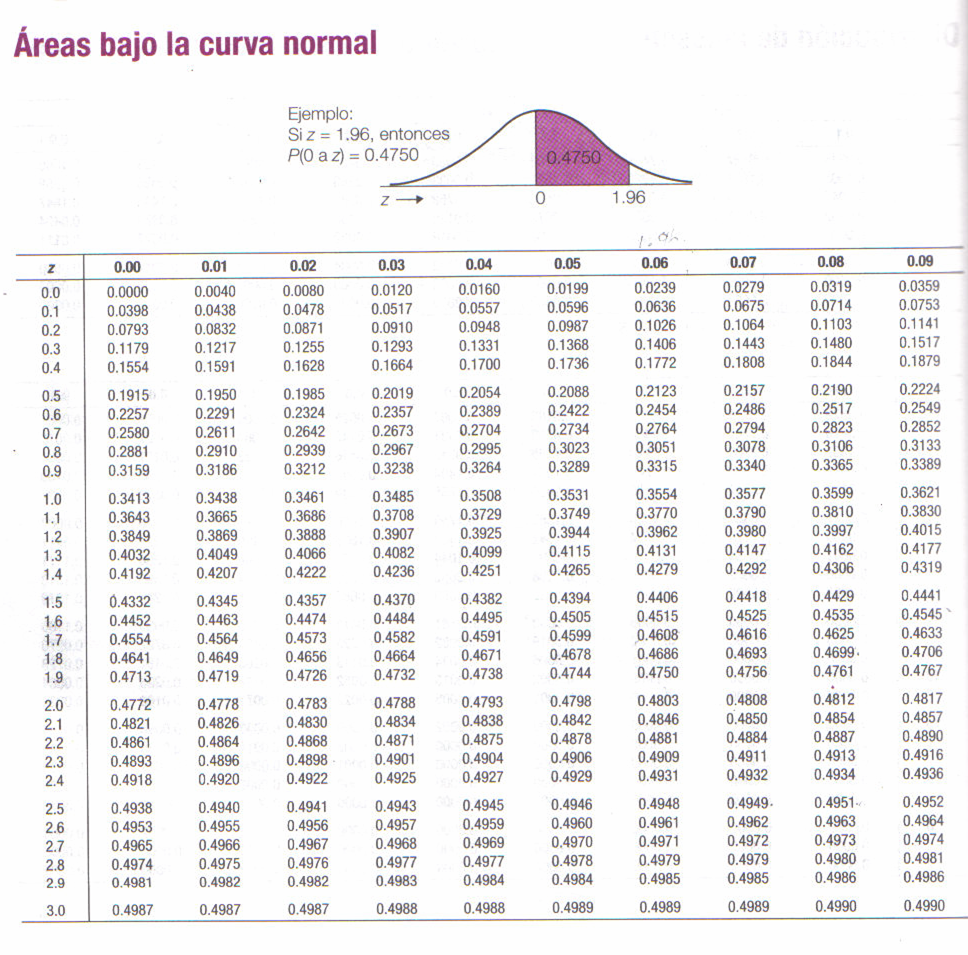 Áreas bajo la curva normal
Ejemplo:
Si z = 1.96, entonces
P(0 a z) = 0.4750
0.4750
z → 0 1.96
z 0.00 0.01 0.02 0.03 0.04 0.05 0.06 0.07 0.08 0.09
0.0 0.0000 0.0040 0.0080 0.0120 0.0160 0.0199 0.0239 0.0279 0.0319 0.0359
0.1 0.0398 0.0438 0.0478 0.0517 0.0557 0.0596 0.0636 0.0675 0.0714 0.0753
0.2 0.0793 0.0832 0.0871 0.0910 0.0948 0.0987 0.1026 0.1064 0.1103 0.1141
0.3 0.1179 0.1217 0.1255 0.1293 0.1331 0.1368 0.1406 0.1443 0.1480 0.1517
0.4 0.1554 0.1591 0.1628 0.1664 0.1700 0.1736 0.1772 0.1808 0.1844 0.1879
0.5 0.1915 0.1950 0.1985 0.2019 0.2054 0.2088 0.2123 0.2157 0.2190 0.2224
0.6 0.2257 0.2291 0.2324 0.2357 0.2389 0.2422 0.2454 0.2486 0.2517 0.2549
0.7 0.2580 0.2611 0.2642 0.2673 0.2704 0.2734 0.2764 0.2794 0.2823 0.2852
0.8 0.2881 0.2910 0.2939 0.2967 0.2995 0.3023 0.3051 0.3078 0.3106 0.3133
0.9 0.3159 0.3186 0.3212 0.3238 0.3264 0.3289 0.3315 0.3340 0.3365 0.3389
1.0 0.3413 0.3438 0.3461 0.3485 0.3508 0.3531 0.3554 0.3577 0.3599 0.3621
1.1 0.3643 0.3665 0.3686 0.3708 0.3729 0.3749 0.3770 0.3790 0.3810 0.3830
1.2 0.3849 0.3869 0.3888 0.3907 0.3925 0.3944 0.3962 0.3980 0.3997 0.4015
1.3 0.4032 0.4049 0.4066 0.4082 0.4099 0.4115 0.4131 0.4147 0.4162 0.4177
1.4 0.4192 0.4207 0.4222 0.4236 0.4251 0.4265 0.4279 0.4292 0.4306 0.4319
1.5 0.4332 0.4345 0.4357 0.4370 0.4382 0.4394 0.4406 0.4418 0.4429 0.4441
1.6 0.4452 0.4463 0.4474 0.4484 0.4495 0.4505 0.4515 0.4525 0.4535 0.4545
1.7 0.4554 0.4564 0.4573 0.4582 0.4591 0.4599 0.4608 0.4616 0.4625 0.4633
1.8 0.4641 0.4649 0.4656 0.4664 0.4671 0.4678 0.4686 0.4693 0.4699 0.4706
1.9 0.4713 0.4719 0.4726 0.4732 0.4738 0.4744 0.4750 0.4756 0.4761 0.4767
2.0 0.4772 0.4778 0.4783 0.4788 0.4793 0.4798 0.4803 0.4808 0.4812 0.4817
2.1 0.4821 0.4826 0.4830 0.4834 0.4838 0.4842 0.4846 0.4850 0.4854 0.4857
2.2 0.4861 0.4864 0.4868 0.4871 0.4875 0.4878 0.4881 0.4884 0.4887 0.4890
2.3 0.4893 0.4896 0.4898 0.4901 0.4904 0.4906 0.4909 0.4911 0.4913 0.4916
2.4 0.4918 0.4920 0.4922 0.4925 0.4927 0.4929 0.4931 0.4932 0.4934 0.4936
2.5 0.4938 0.4940 0.4941 0.4943 0.4945 0.4946 0.4948 0.4949 0.4951 0.4952
2.6 0.4953 0.4955 0.4956 0.4957 0.4959 0.4960 0.4961 0.4962 0.4963 0.4964
2.7 0.4965 0.4966 0.4967 0.4968 0.4969 0.4970 0.4971 0.4972 0.4973 0.4974
2.8 0.4974 0.4975 0.4976 0.4977 0.4977 0.4978 0.4979 0.4979 0.4980 0.4981
2.9 0.4981 0.4982 0.4982 0.4983 0.4984 0.4984 0.4985 0.4985 0.4986 0.4986
3.0 0.4987 0.4987 0.4987 0.4988 0.4988 0.4989 0.4989 0.4989 0.4990 0.4990